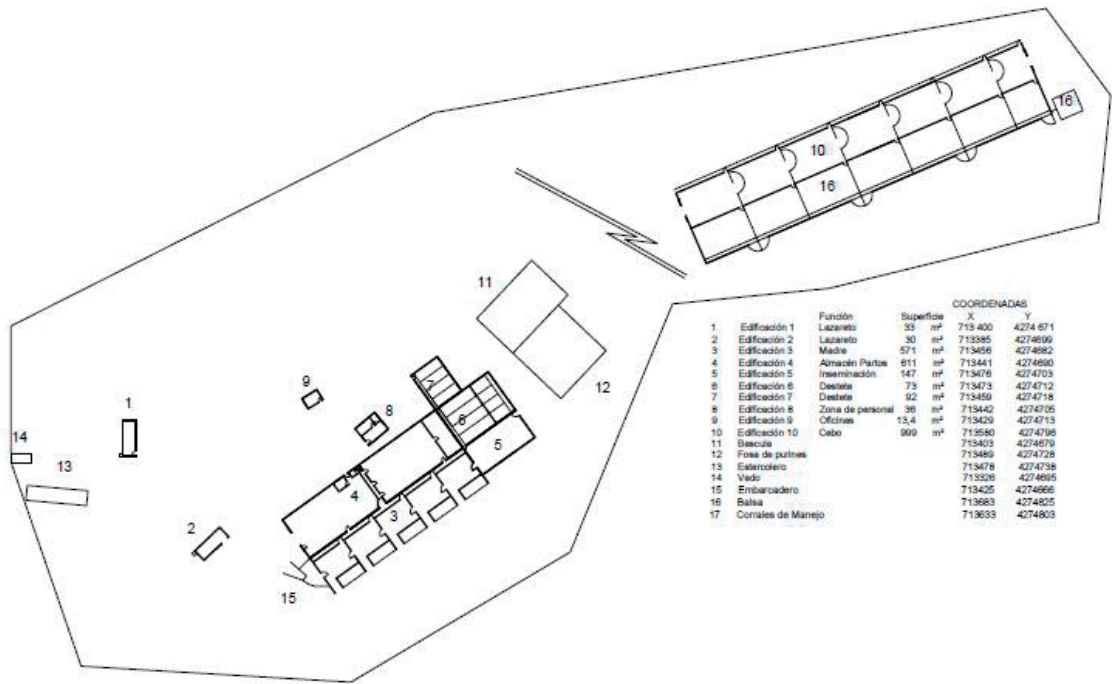 16
10
16
11
12
9
8
7
6
5
4
3
1
14
13
2
15
COORDENADAS
Función Superficie X Y
1 Edificación 1 Lazareto 33 m² 713 400 4274 671
2 Edificación 2 Lazareto 30 m² 713385 4274699
3 Edificación 3 Madre 571 m² 713456 4274682
4 Edificación 4 Almacén Partos 611 m² 713441 4274690
5 Edificación 5 Inseminación 147 m² 713476 4274703
6 Edificación 6 Destete 73 m² 713473 4274712
7 Edificación 7 Destete 92 m² 713459 4274718
8 Edificación 8 Zona de personal 36 m² 713442 4274705
9 Edificación 9 Oficinas 13,4 m² 713429 4274713
10 Edificación 10 Cebo 999 m² 713580 4274796
11 Bascula 713403 4274679
12 Fosa de purines 713489 4274728
13 Estercolero 713478 4274738
14 Vado 713326 4274695
15 Embarcadero 713425 4274666
16 Balsa 713683 4274825
17 Corrales de Manejo 713633 4274803